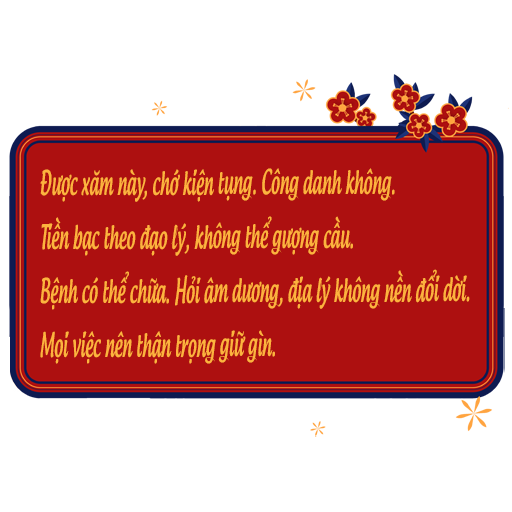 Được xăm này, chớ kiện tụng. Công danh không.
Tiền bạc theo đạo lý, không thể gượng cầu.
Bệnh có thể chữa. Hỏi âm dương, địa lý không nền đổi dời.
Mọi việc nên thận trọng giữ gìn.